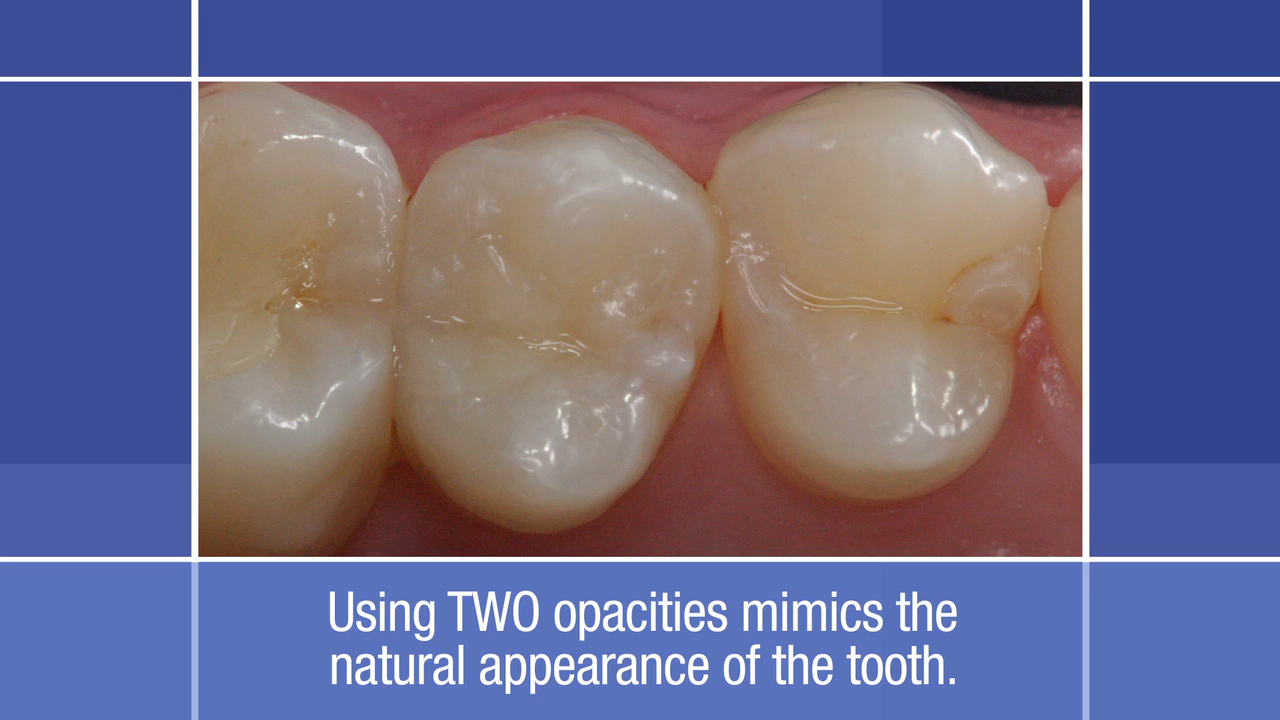 Using TWO opacities mimics the
natural appearance of the tooth.